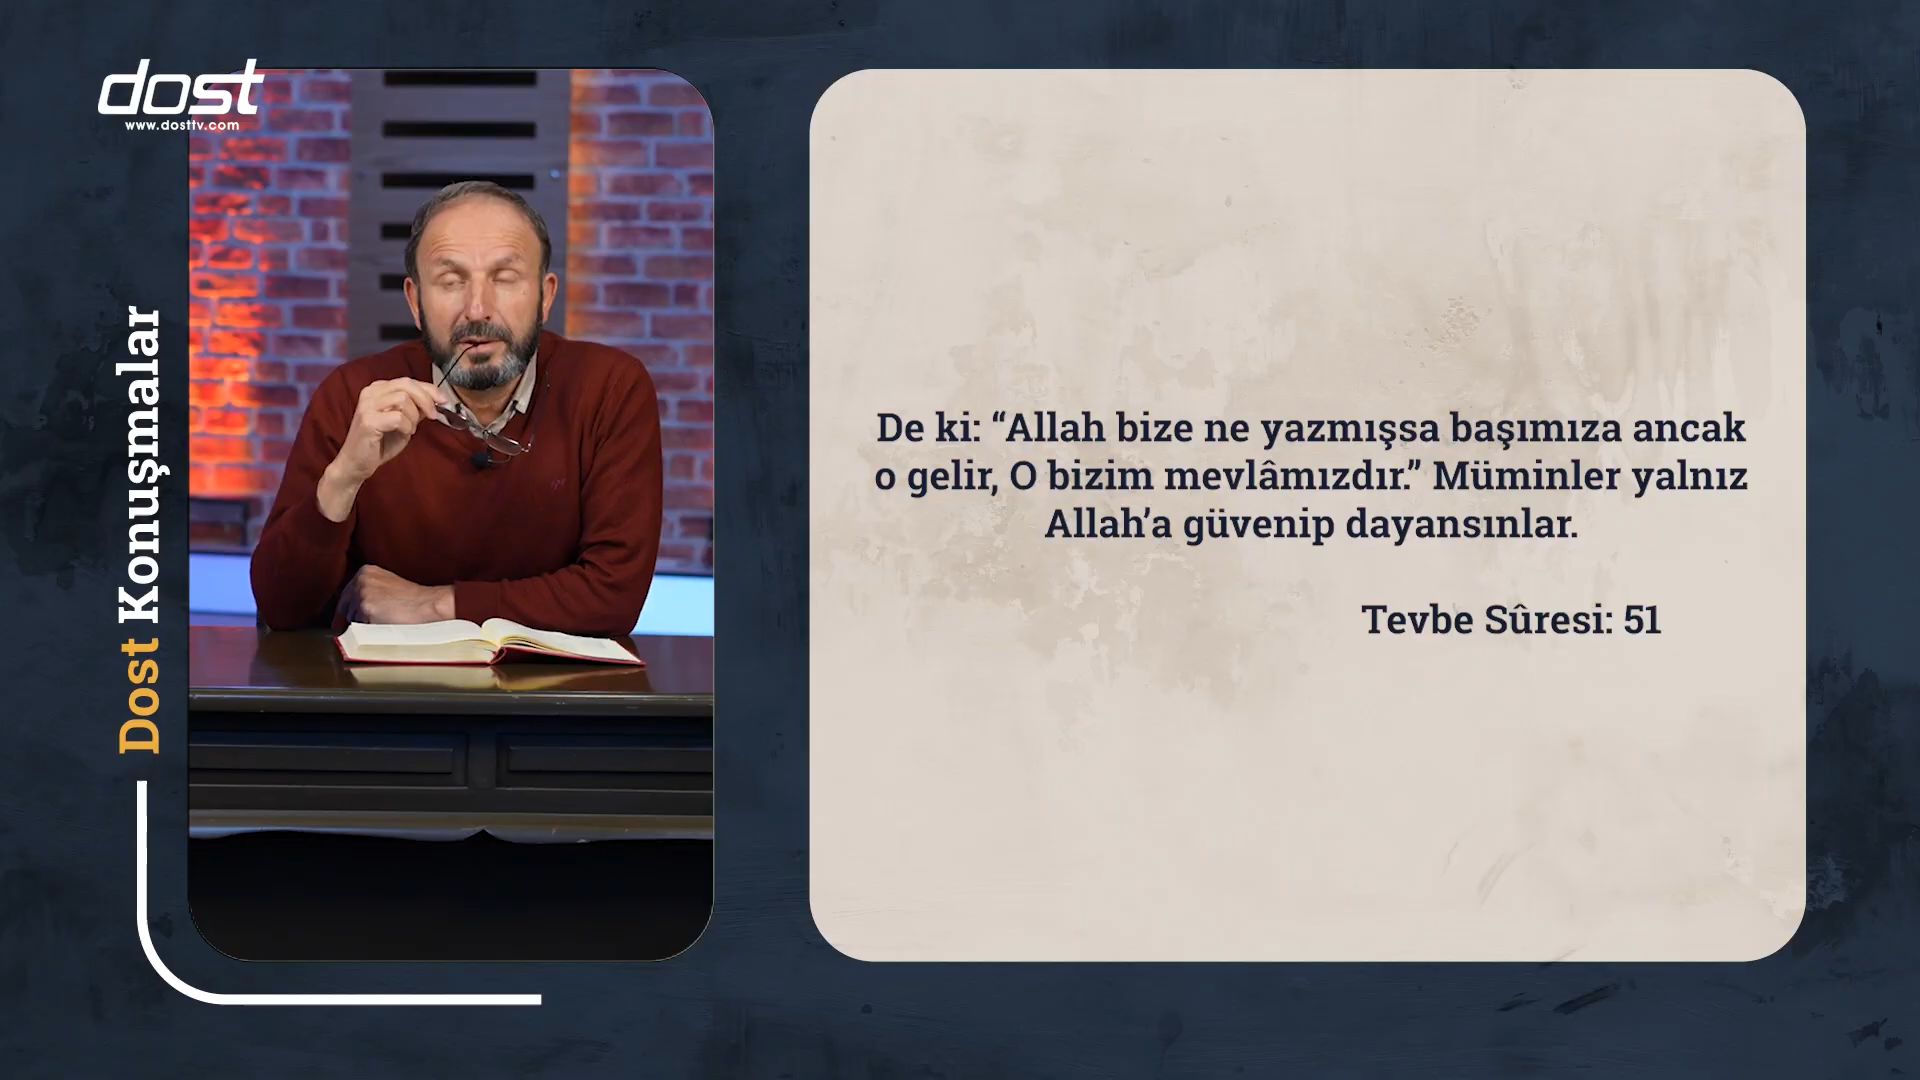 dost
www.dosttv.com
Dost Konuşmalar
De ki: “Allah bize ne yazmışsa başımıza ancak
o gelir, O bizim mevlâmızdır.” Müminler yalnız
Allah’a güvenip dayansınlar.
Tevbe Sûresi: 51